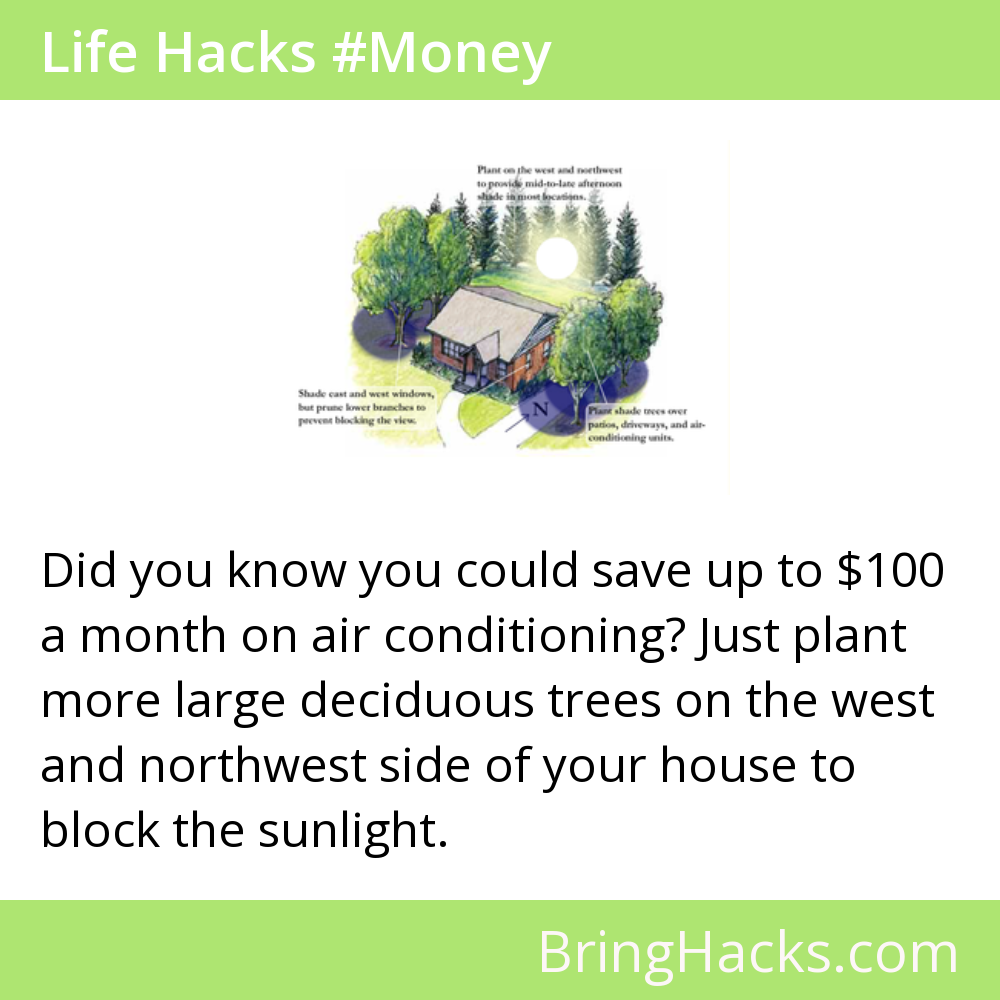 Life Hacks #Money
Plant on the west and northwest
to provide mid-to-late afternoon
shade in most locations.
Shade east and west windows,
but prune lower branches to
prevent blocking the view.
N
Plant shade trees over
patios, driveways, and air-
conditioning units.
Did you know you could save up to $100
a month on air conditioning? Just plant
more large deciduous trees on the west
and northwest side of your house to
block the sunlight.
BringHacks.com